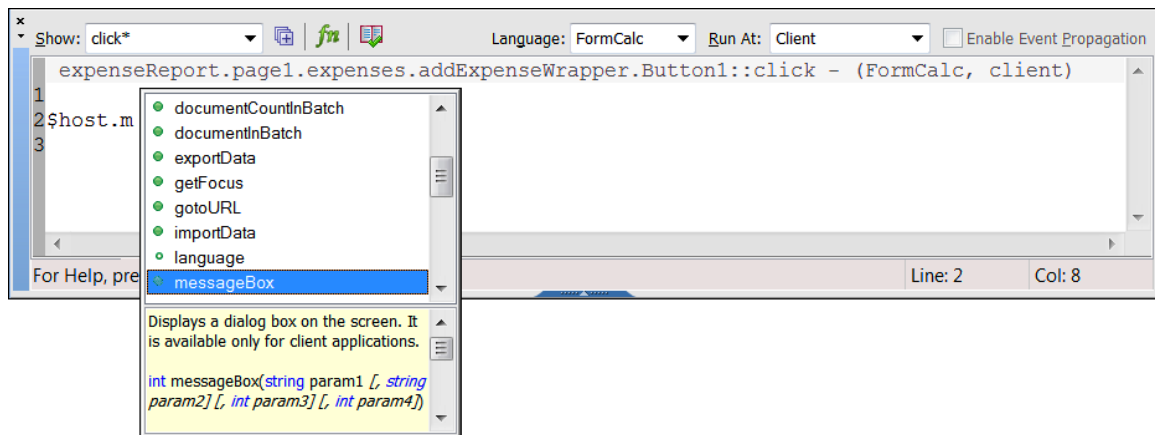 Show: click* fn Language: FormCalc Run At: Client Enable Event Propagation
expenseReport.page1.expenses.addExpenseWrapper.Button1::click - (FormCalc, client)
1
2 $host.m
3
documentCountInBatch
documentInBatch
exportData
getFocus
gotoURL
importData
language
messageBox
For Help, pre Line: 2 Col: 8
Displays a dialog box on the screen. It
is available only for client applications.
int messageBox(string param1 [, string
param2] [, int param3] [, int param4])